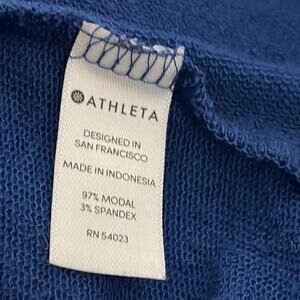 ATHLETA
DESIGNED IN
SAN FRANCISCO
MADE IN INDONESIA
97% MODAL
3% SPANDEX
RN 54023